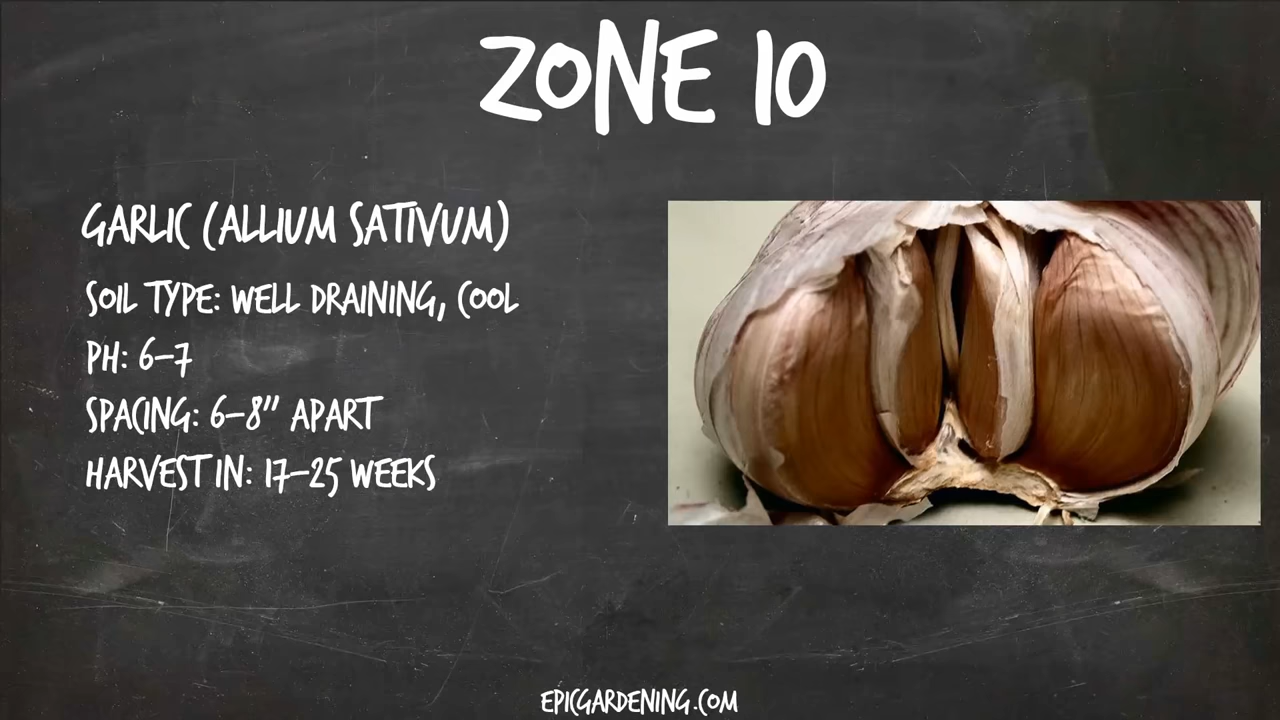 ZONE 10
GARLIC (ALLIUM SATIVUM)
SOIL TYPE: WELL DRAINING, COOL
PH: 6–7
SPACING: 6–8" APART
HARVEST IN: 17–25 WEEKS
EPICGARDENING.COM